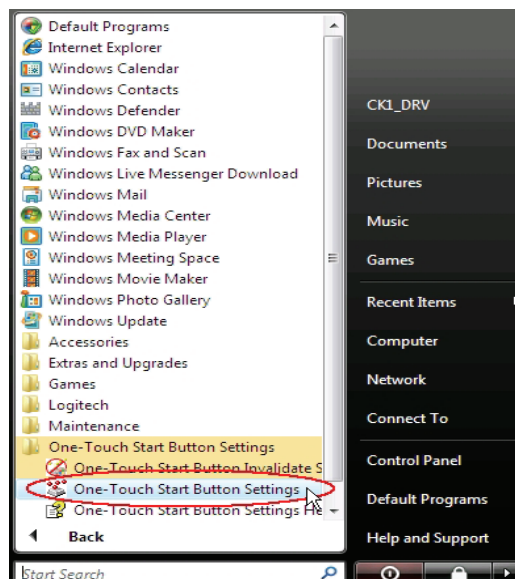 Default Programs
Internet Explorer
Windows Calendar
Windows Contacts
Windows Defender
Windows DVD Maker
Windows Fax and Scan
Windows Live Messenger Download
Windows Mail
Windows Media Center
Windows Media Player
Windows Meeting Space
Windows Movie Maker
Windows Photo Gallery
Windows Update
Accessories
Extras and Upgrades
Games
Logitech
Maintenance
One-Touch Start Button Settings
One-Touch Start Button Invalidate S
One-Touch Start Button Settings
One-Touch Start Button Settings He
Back
Start Search
CK1_DRV
Documents
Pictures
Music
Games
Recent Items
Computer
Network
Connect To
Control Panel
Default Programs
Help and Support